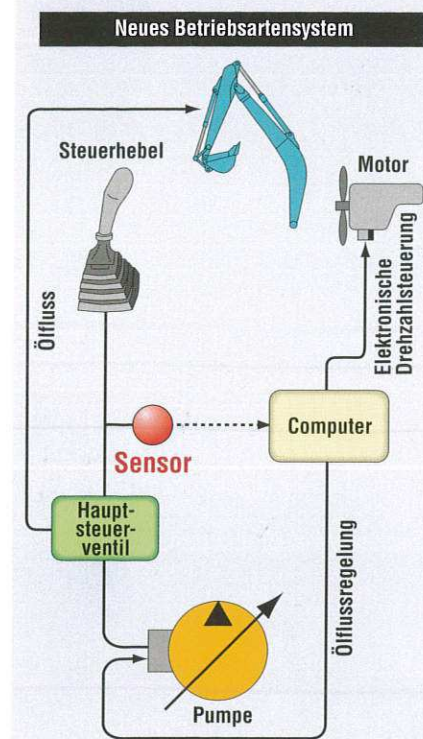 Neues Betriebsartensystem
Steuerhebel
Motor
Ölfluss
Elektronische
Drehzahlsteuerung
Sensor
Computer
Haupt-
steuer-
ventil
Ölflussregelung
Pumpe